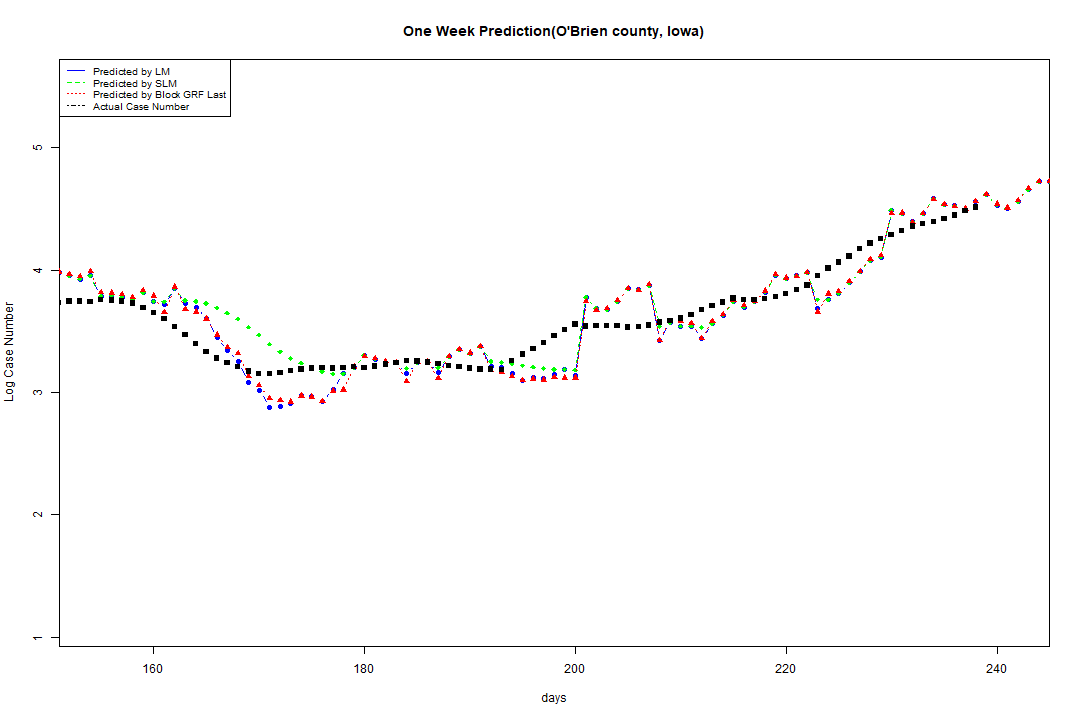 One Week Prediction(O'Brien county, Iowa)
Predicted by LM
Predicted by SLM
Predicted by Block GRF Last
Actual Case Number
5
4
3
2
1
Log Case Number
160 180 200 220 240
days